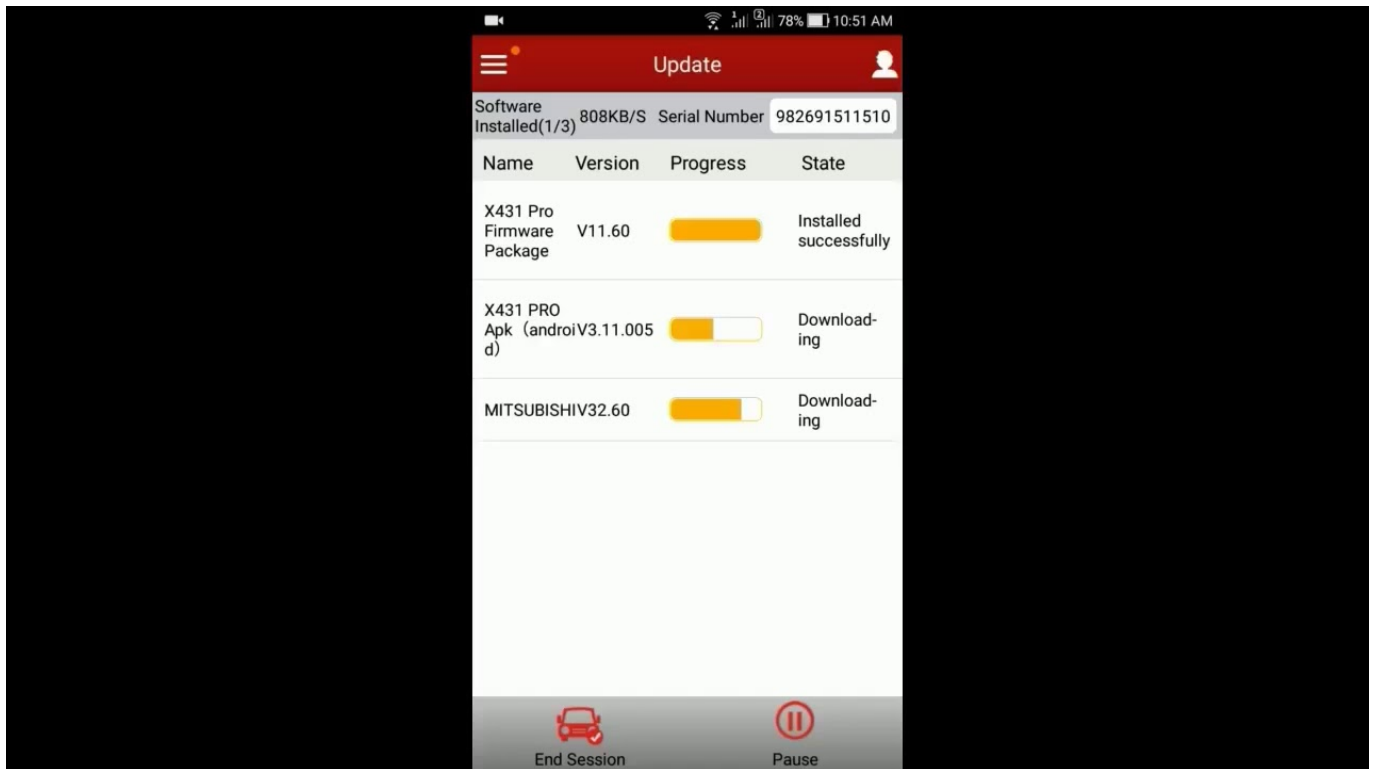 1 2 78% 10:51 AM
Update
Software
Installed(1/3) 808KB/S Serial Number 982691511510
Name Version Progress State
X431 Pro
Firmware
Package
V11.60
Installed
successfully
X431 PRO
Apk（androi
d）
V3.11.005
Download-
ing
MITSUBISHI
V32.60
Download-
ing
End Session Pause